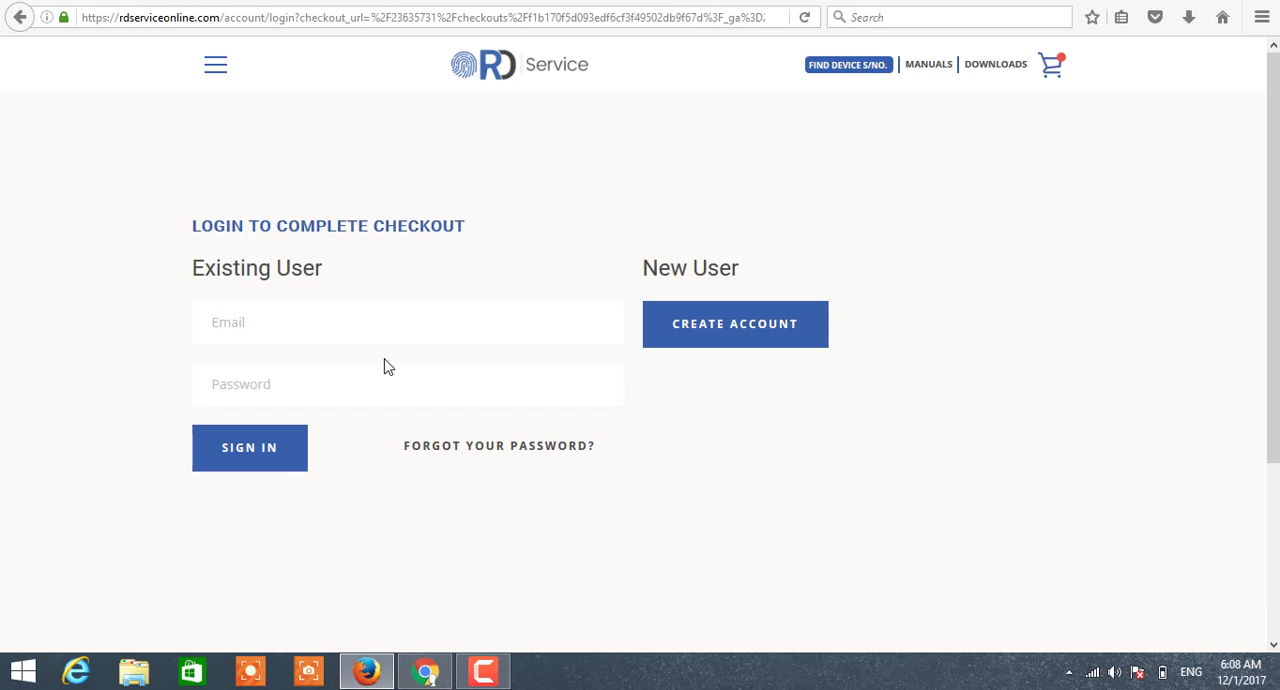 https://rdserviceonline.com/account/login?checkout_url=%2F23635731%2Fcheckouts%2Ff1b170f5d093edf6cf3f49502db9f67d%3F_ga%3D2
Search
RD Service
FIND DEVICE S/NO.
MANUALS
DOWNLOADS
LOGIN TO COMPLETE CHECKOUT
Existing User
New User
Email
CREATE ACCOUNT
Password
SIGN IN
FORGOT YOUR PASSWORD?
ENG
6:08 AM
12/1/2017